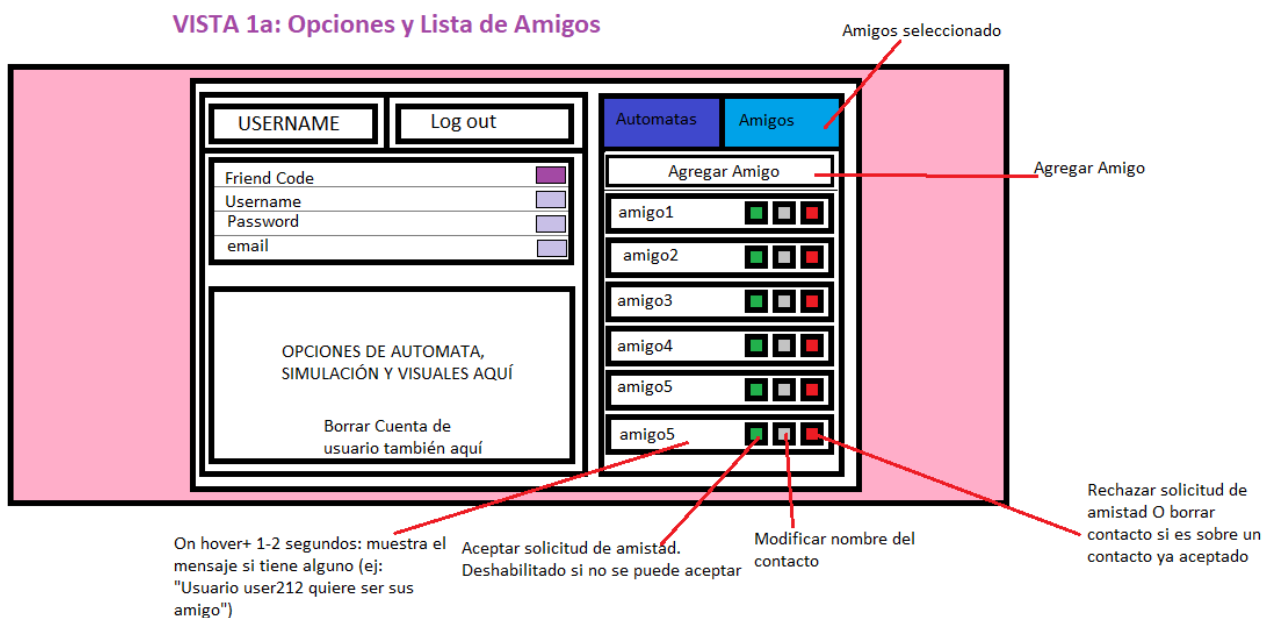 VISTA 1a: Opciones y Lista de Amigos
Amigos seleccionado
USERNAME
Log out
Automatas
Amigos
Friend Code
Username
Password
email
Agregar Amigo
Agregar Amigo
amigo1
amigo2
amigo3
amigo4
amigo5
amigo5
OPCIONES DE AUTOMATA,
SIMULACIÓN Y VISUALES AQUÍ
Borrar Cuenta de
usuario también aquí
On hover+ 1-2 segundos: muestra el
mensaje si tiene alguno (ej:
"Usuario user212 quiere ser sus
amigo")
Aceptar solicitud de amistad.
Deshabilitado si no se puede aceptar
Modificar nombre del
contacto
Rechazar solicitud de
amistad O borrar
contacto si es sobre un
contacto ya aceptado